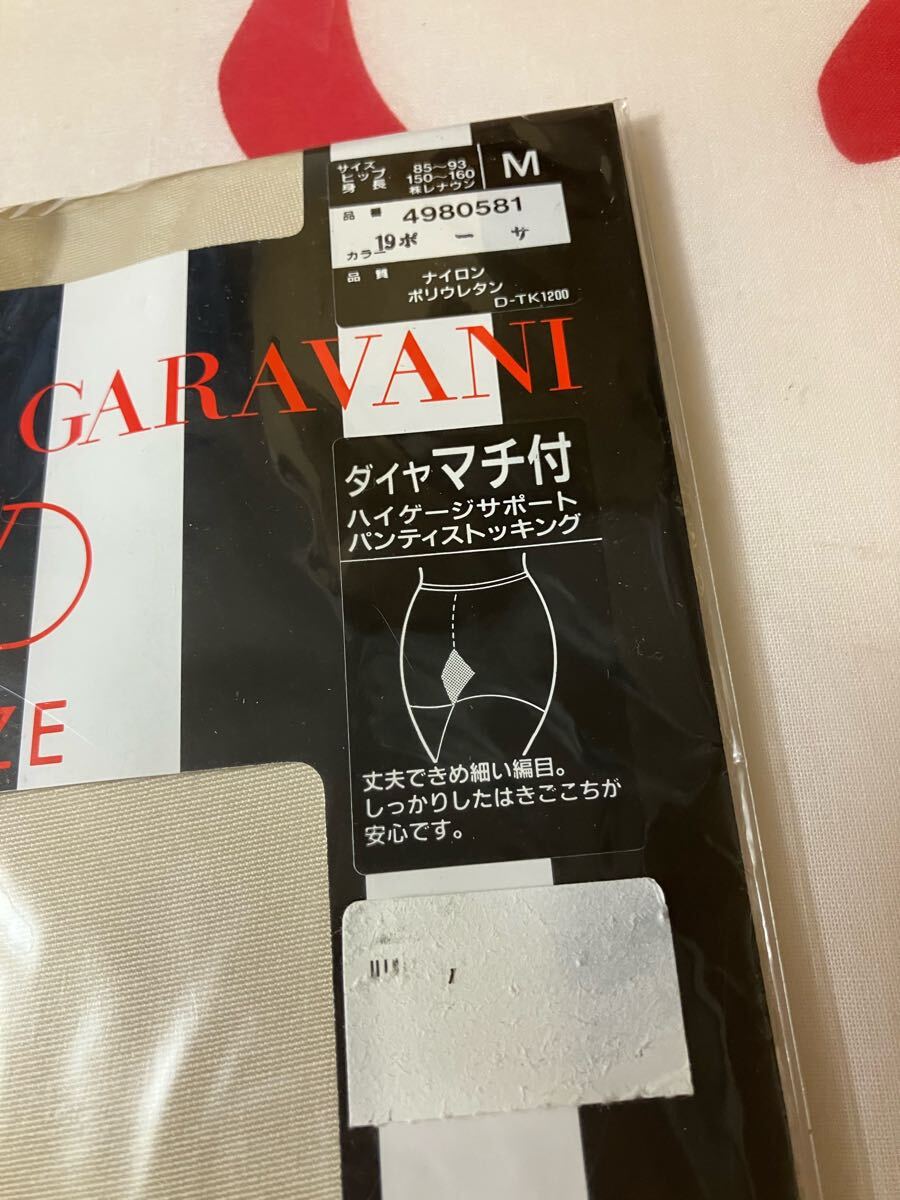 サイズ M
ヒップ 85～93
身長 150～160
株レナウン
品番 4980581
カラー 19ポーサ
品質 ナイロン
ポリウレタン
D-TK1200
GARAVANI
D
ZE
ダイヤマチ付
ハイゲージサポート
パンティストッキング
丈夫できめ細い編目。
しっかりしたはきごこちが
安心です。